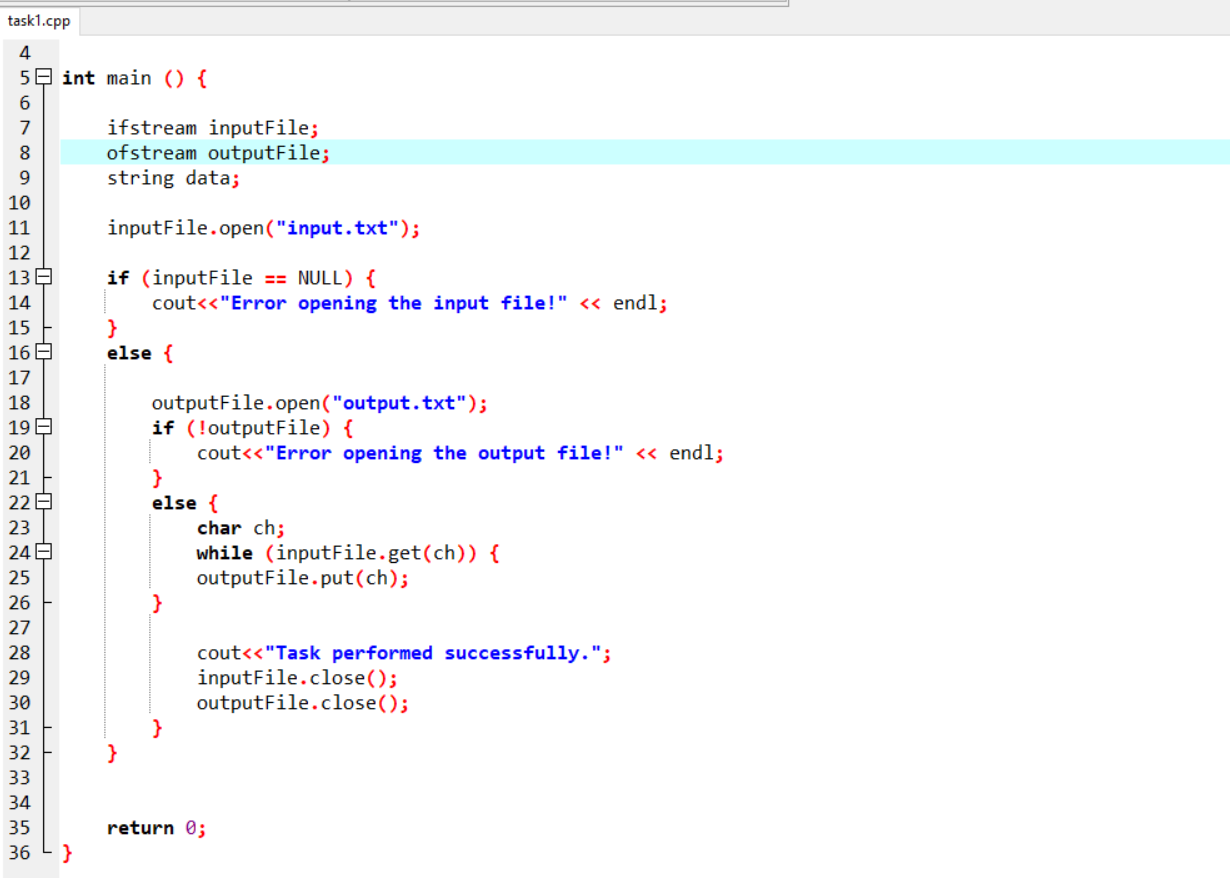 task1.cpp
4
5 int main () {
6
7 ifstream inputFile;
8 ofstream outputFile;
9 string data;
10
11 inputFile.open("input.txt");
12
13 if (inputFile == NULL) {
14 cout<<"Error opening the input file!" << endl;
15 }
16 else {
17
18 outputFile.open("output.txt");
19 if (!outputFile) {
20 cout<<"Error opening the output file!" << endl;
21 }
22 else {
23 char ch;
24 while (inputFile.get(ch)) {
25 outputFile.put(ch);
26 }
27
28 cout<<"Task performed successfully.";
29 inputFile.close();
30 outputFile.close();
31 }
32 }
33
34
35 return 0;
36 }